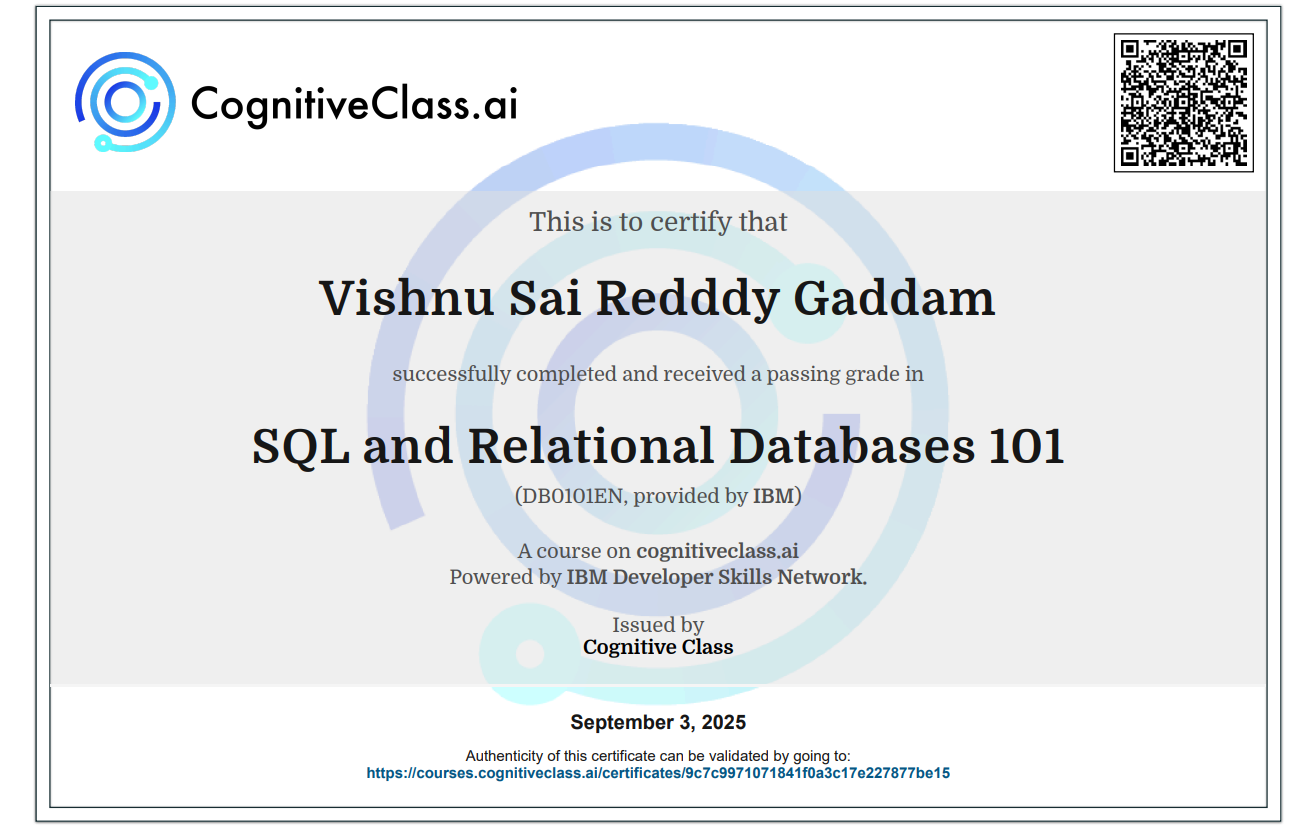 CognitiveClass.ai
This is to certify that
Vishnu Sai Redddy Gaddam
successfully completed and received a passing grade in
SQL and Relational Databases 101
(DB0101EN, provided by IBM)
A course on cognitiveclass.ai
Powered by IBM Developer Skills Network.
Issued by
Cognitive Class
September 3, 2025
Authenticity of this certificate can be validated by going to:
https://courses.cognitiveclass.ai/certificates/9c7c9971071841f0a3c17e227877be15